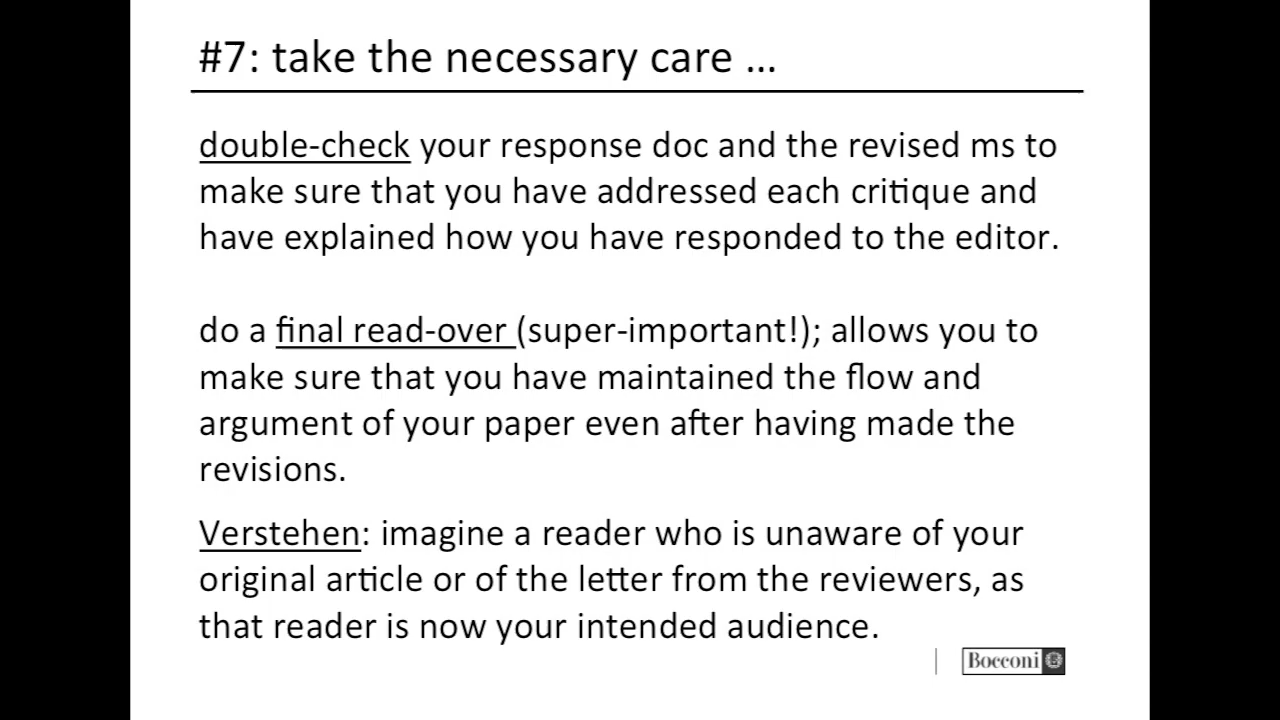 #7: take the necessary care ...
double-check your response doc and the revised ms to
make sure that you have addressed each critique and
have explained how you have responded to the editor.
do a final read-over (super-important!); allows you to
make sure that you have maintained the flow and
argument of your paper even after having made the
revisions.
Verstehen: imagine a reader who is unaware of your
original article or of the letter from the reviewers, as
that reader is now your intended audience.
Bocconi